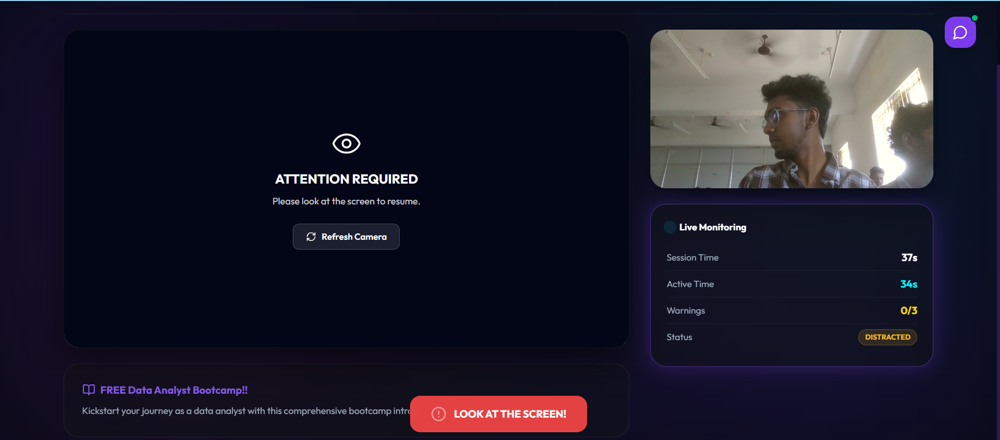 ATTENTION REQUIRED
Please look at the screen to resume.
Refresh Camera
Live Monitoring
Session Time 37s
Active Time 34s
Warnings 0/3
Status DISTRACTED
FREE Data Analyst Bootcamp!!
Kickstart your journey as a data analyst with this comprehensive bootcamp
LOOK AT THE SCREEN!